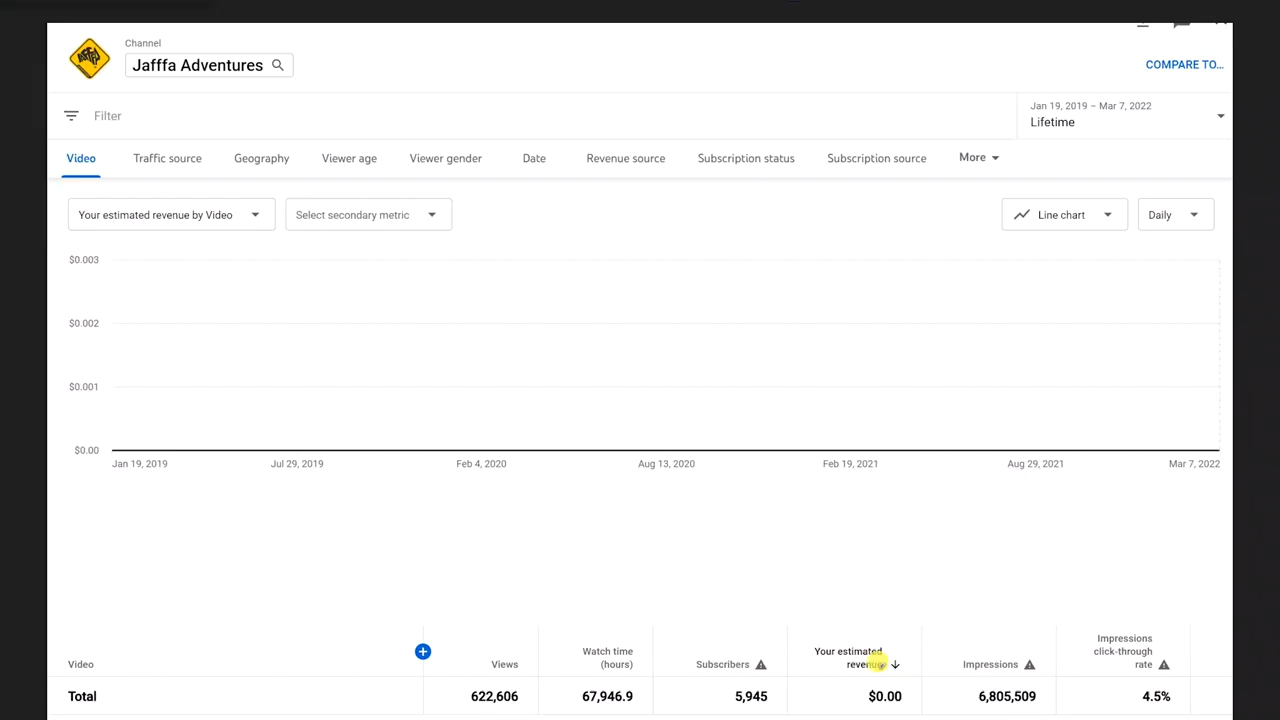 Channel
Jafffa Adventures
COMPARE TO...
Filter
Jan 19, 2019 – Mar 7, 2022
Lifetime
Video Traffic source Geography Viewer age Viewer gender Date Revenue source Subscription status Subscription source More
Your estimated revenue by Video Select secondary metric Line chart Daily
$0.003
$0.002
$0.001
$0.00
Jan 19, 2019 Jul 29, 2019 Feb 4, 2020 Aug 13, 2020 Feb 19, 2021 Aug 29, 2021 Mar 7, 2022
Video
Views
Watch time
(hours)
Subscribers
Your estimated
revenue
Impressions
Impressions
click-through
rate
Total 622,606 67,946.9 5,945 $0.00 6,805,509 4.5%